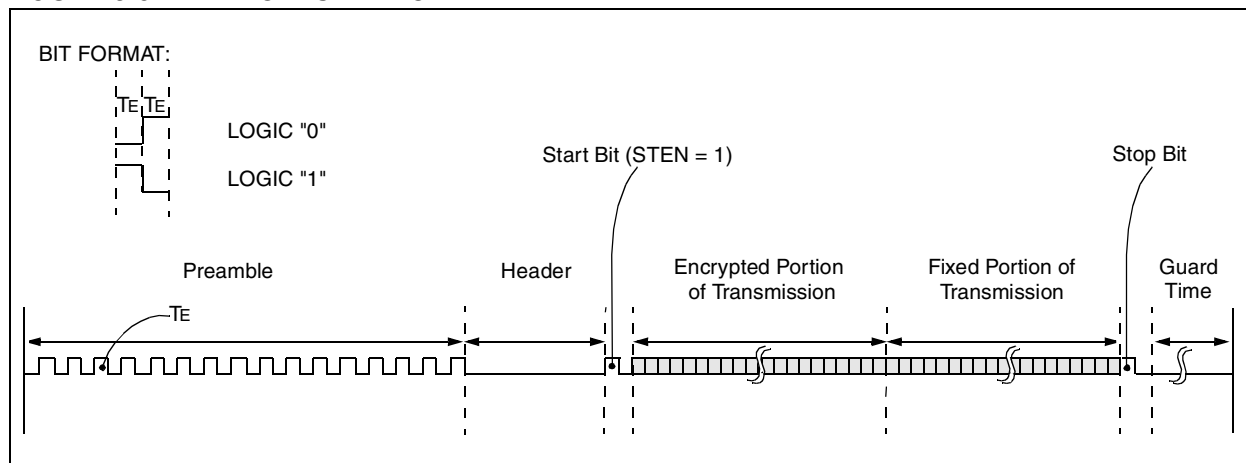 BIT FORMAT:
TE TE
LOGIC "0"
LOGIC "1"
Start Bit (STEN = 1)
Stop Bit
Preamble
Header
Encrypted Portion
of Transmission
Fixed Portion of
Transmission
Guard
Time
TE